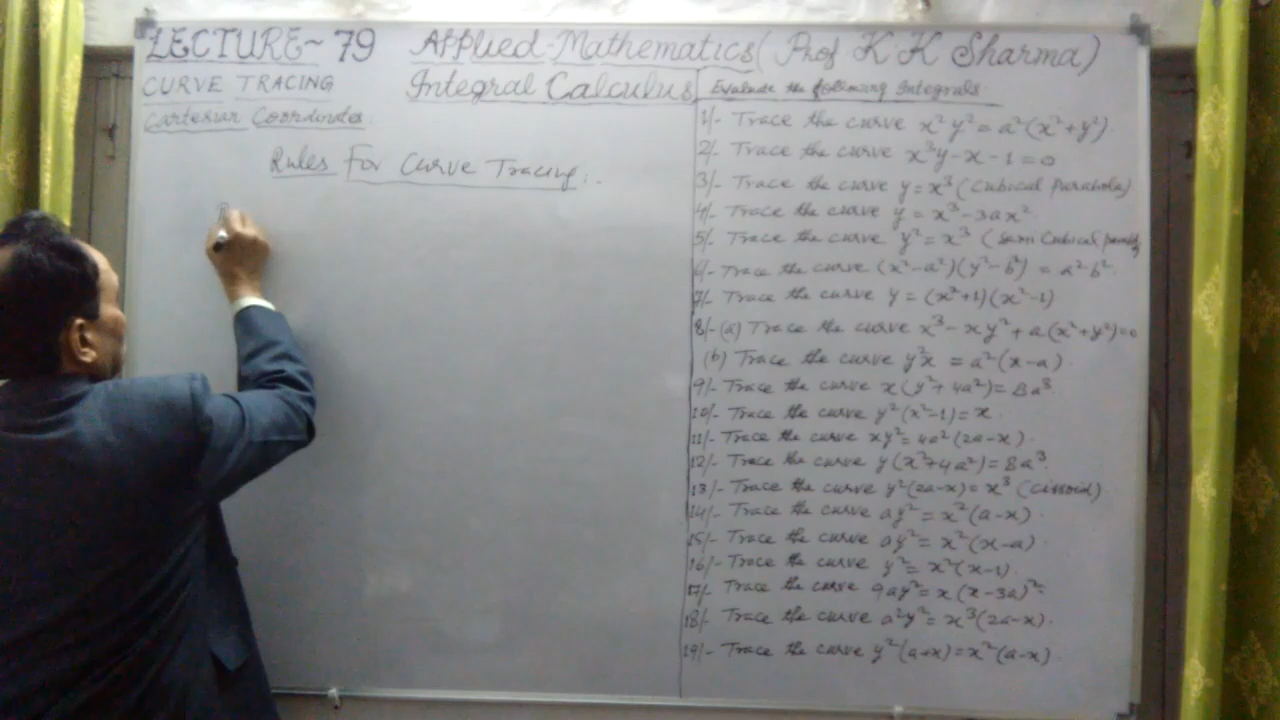 LECTURE~79 Applied-Mathematics (Prof K K Sharma)
CURVE TRACING Integral Calculus
Cartesian Coordinates:
Rules For Curve Tracing:.
Evaluate the following Integrals
1/- Trace the curve x²y² = a²(x²+y²).
2/- Trace the curve x³y-x-1=0
3/- Trace the curve y=x³ (Cubical Parabola)
4/- Trace the curve y = x³-3ax²
5/- Trace the curve y²=x³ (Semi Cubical
6/- Trace the curve (x²-a²)(y²-b²) = a²b².
7/- Trace the curve y = (x²+1)(x²-1)
8/-(a) Trace the curve x³-xy²+a(x²+y²)=0
(b) Trace the curve y²x = a²(x-a).
9/- Trace the curve x(y²+4a²)=8a³.
10/- Trace the curve y²(x²-1)=x.
11/- Trace the curve xy²=4a²(2a-x).
12/- Trace the curve y(x²+4a²)=8a³.
13/- Trace the curve y²(2a-x)=x³ (Cissoid)
14/- Trace the curve ay²=x²(a-x).
15/- Trace the curve ay²=x²(x-a).
16/- Trace the curve y²=x²(x-1).
17/- Trace the curve 9ay²=x(x-3a)².
18/- Trace the curve a²y²=x³(2a-x).
19/- Trace the curve y²(a+x)=x²(a-x).